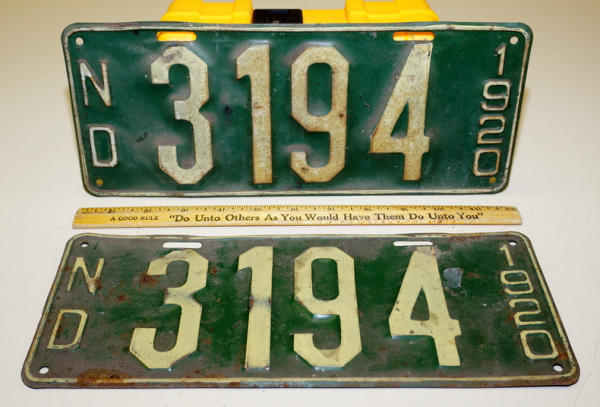 ND 3194 1920
A GOOD RULE "Do Unto Others As You Would Have Them Do Unto You"
ND 3194 1920